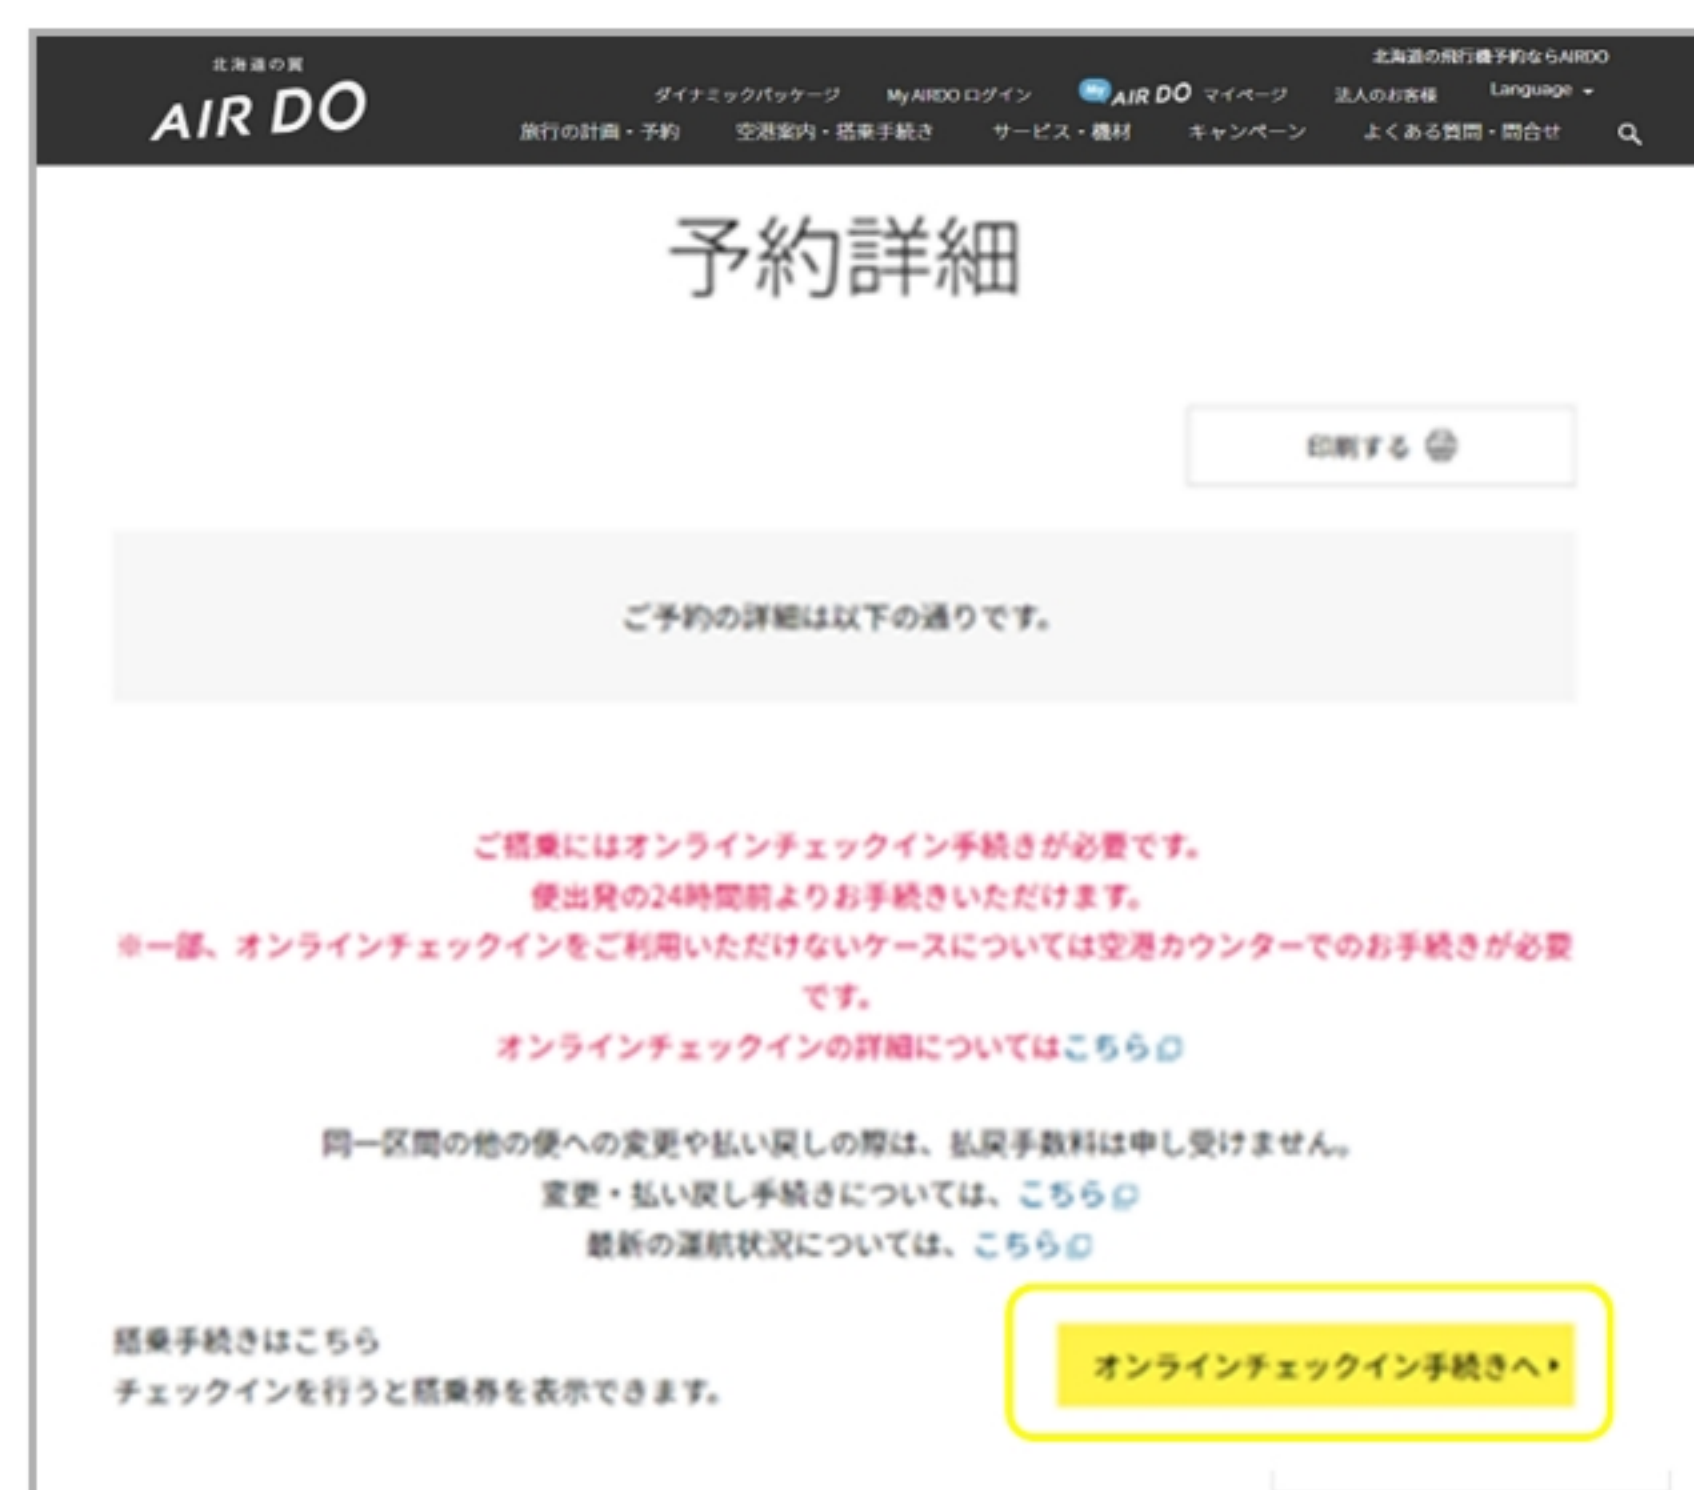 北海道の翼
AIR DO
北海道の飛行機予約ならAIRDO
ダイナミックパッケージ My AIRDO ログイン My AIR DO マイページ 法人のお客様 Language
旅行の計画・予約 空港案内・搭乗手続き サービス・機材 キャンペーン よくある質問・問合せ
予約詳細
印刷する
ご予約の詳細は以下の通りです。
ご搭乗にはオンラインチェックイン手続きが必要です。
便出発の24時間前よりお手続きいただけます。
※一部、オンラインチェックインをご利用いただけないケースについては空港カウンターでのお手続きが必要
です。
オンラインチェックインの詳細についてはこちら
同一区間の他の便への変更や払い戻しの際は、払戻手数料は申し受けません。
変更・払い戻し手続きについては、こちら
最新の運航状況については、こちら
搭乗手続きはこちら
チェックインを行うと搭乗券を表示できます。
オンラインチェックイン手続きへ